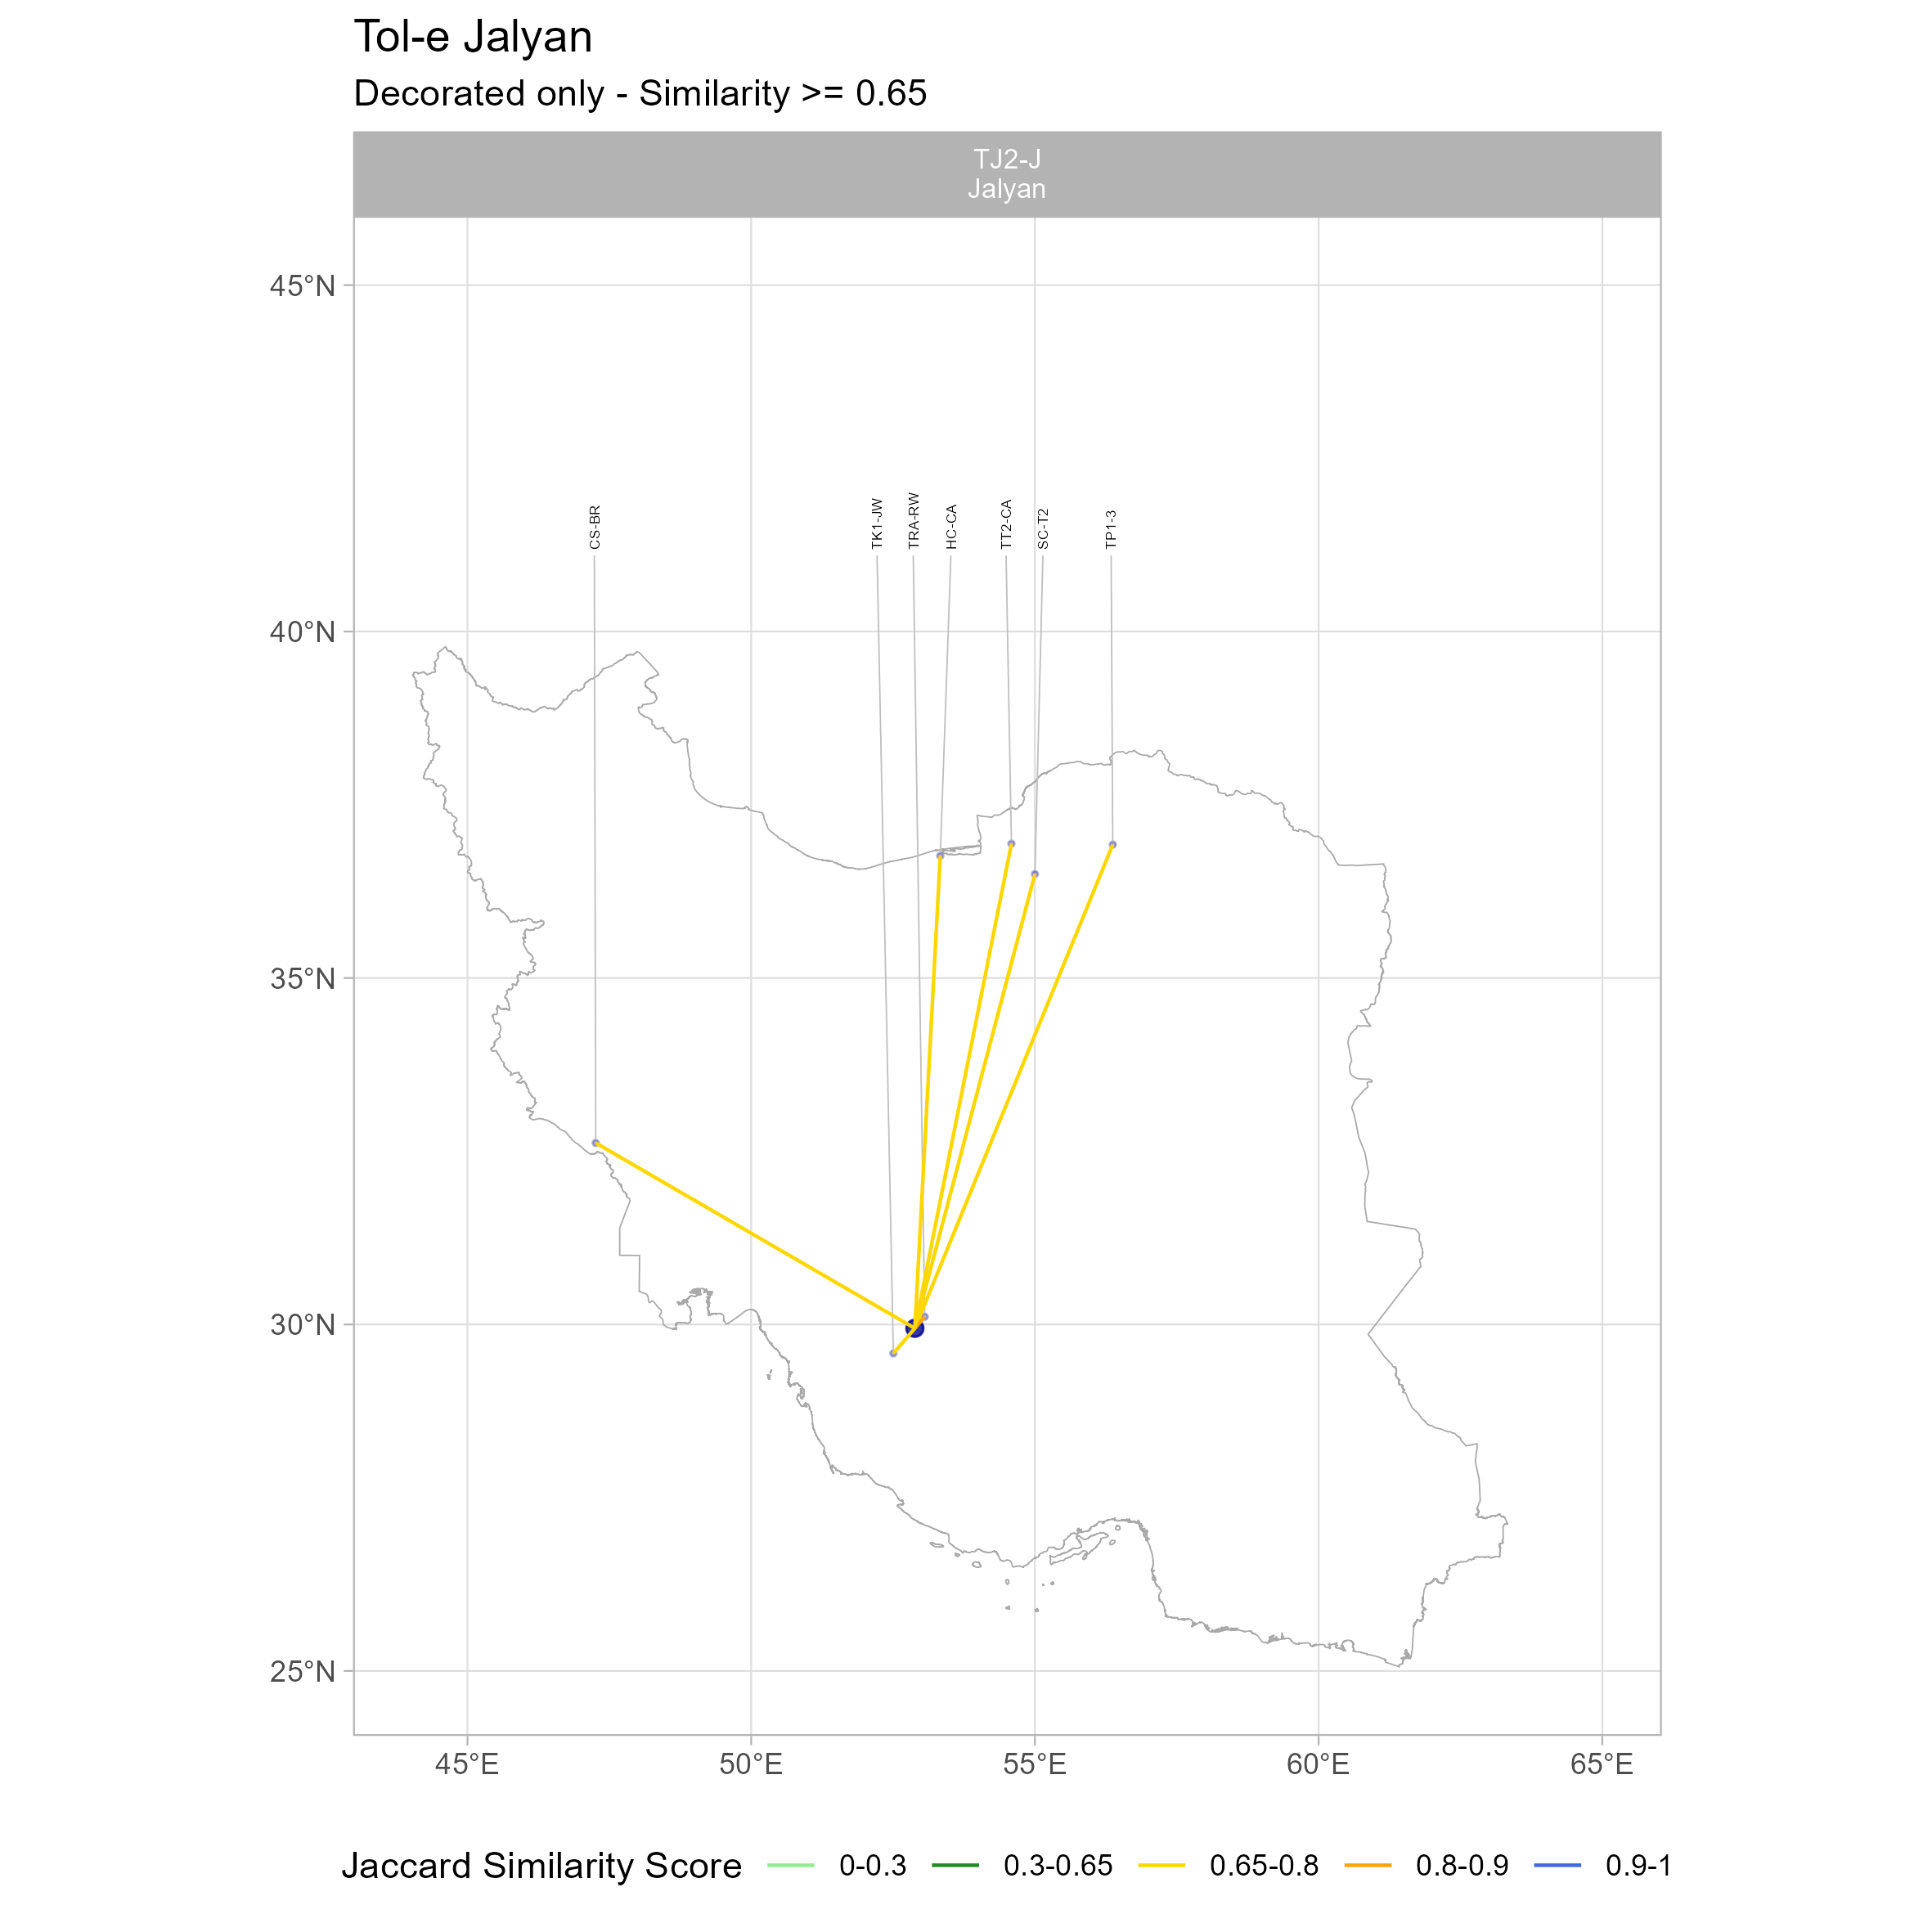 Tol-e Jalyan
Decorated only - Similarity >= 0.65
TJ2-J
Jalyan
45°N
40°N
35°N
30°N
25°N
CS-BR
TK1-JW
TRA-RW
HC-CA
TT2-CA
SC-T2
TP1-3
45°E
50°E
55°E
60°E
65°E
Jaccard Similarity Score 0-0.3 0.3-0.65 0.65-0.8 0.8-0.9 0.9-1